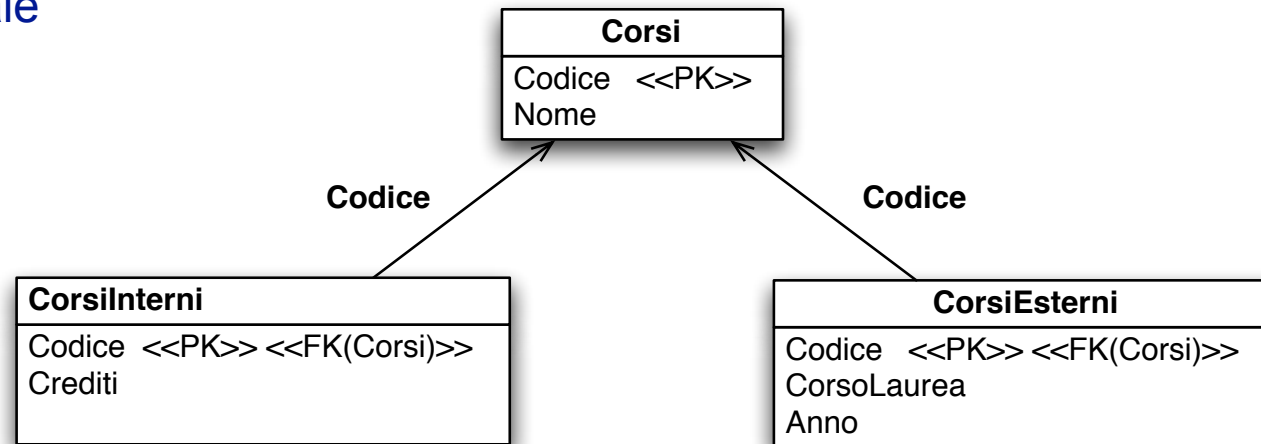 Corsi
Codice <<PK>>
Nome
Codice
Codice
CorsiInterni
Codice <<PK>> <<FK(Corsi)>>
Crediti
CorsiEsterni
Codice <<PK>> <<FK(Corsi)>>
CorsoLaurea
Anno